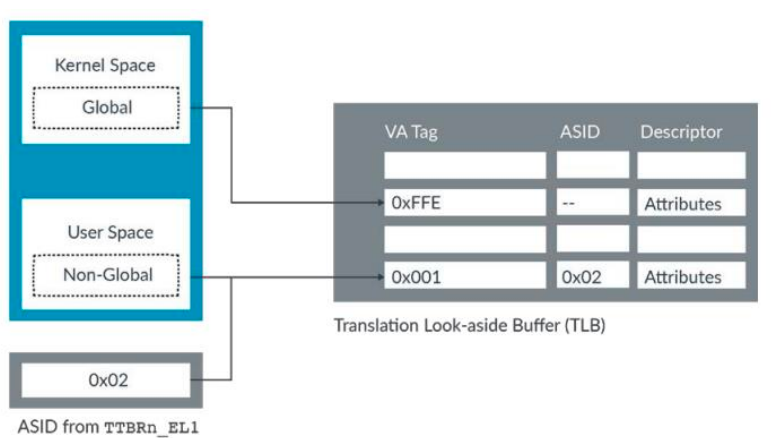 Kernel Space
Global
User Space
Non-Global
0x02
ASID from TTBRn_EL1
VA Tag ASID Descriptor
0xFFE -- Attributes
0x001 0x02 Attributes
Translation Look-aside Buffer (TLB)